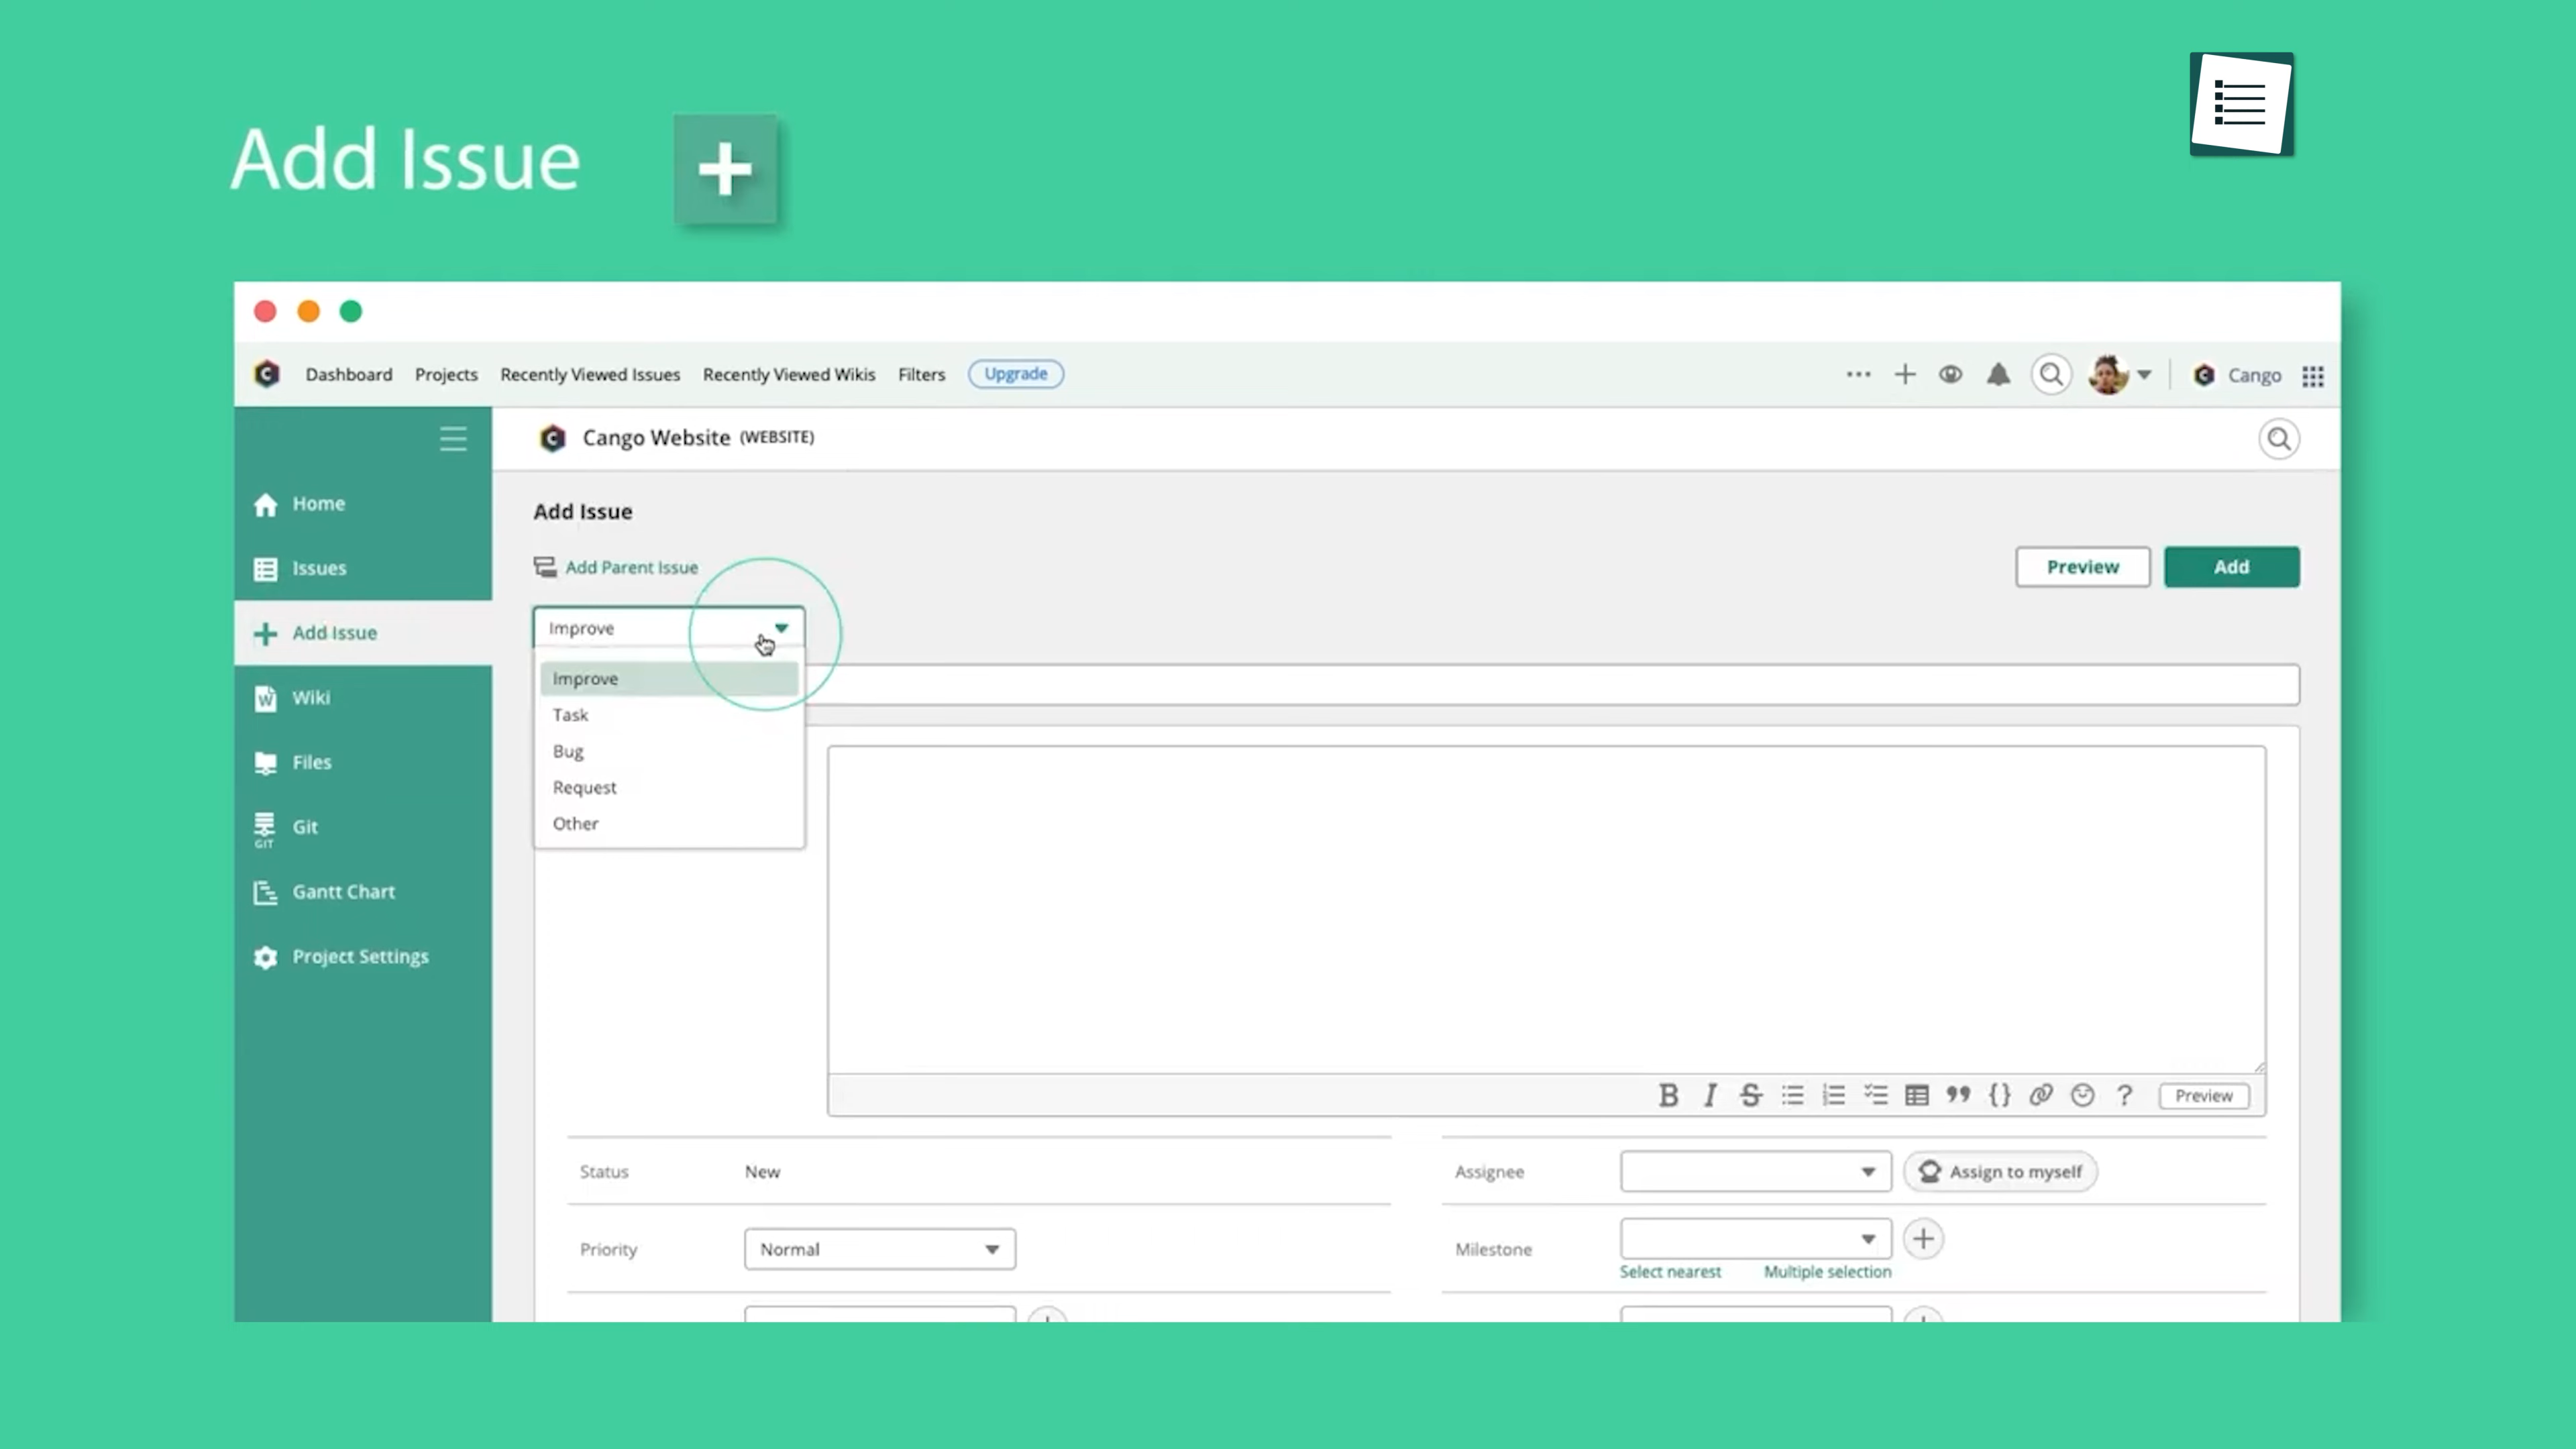 Add Issue
Dashboard Projects Recently Viewed Issues Recently Viewed Wikis Filters Upgrade Cango
Cango Website (WEBSITE)
Home
Issues
Add Issue
Wiki
Files
GIT Git
Gantt Chart
Project Settings
Add Issue
Add Parent Issue
Preview Add
Improve
Improve
Task
Bug
Request
Other
B I S ? Preview
Status New
Assignee Assign to myself
Priority Normal
Milestone
Select nearest Multiple selection